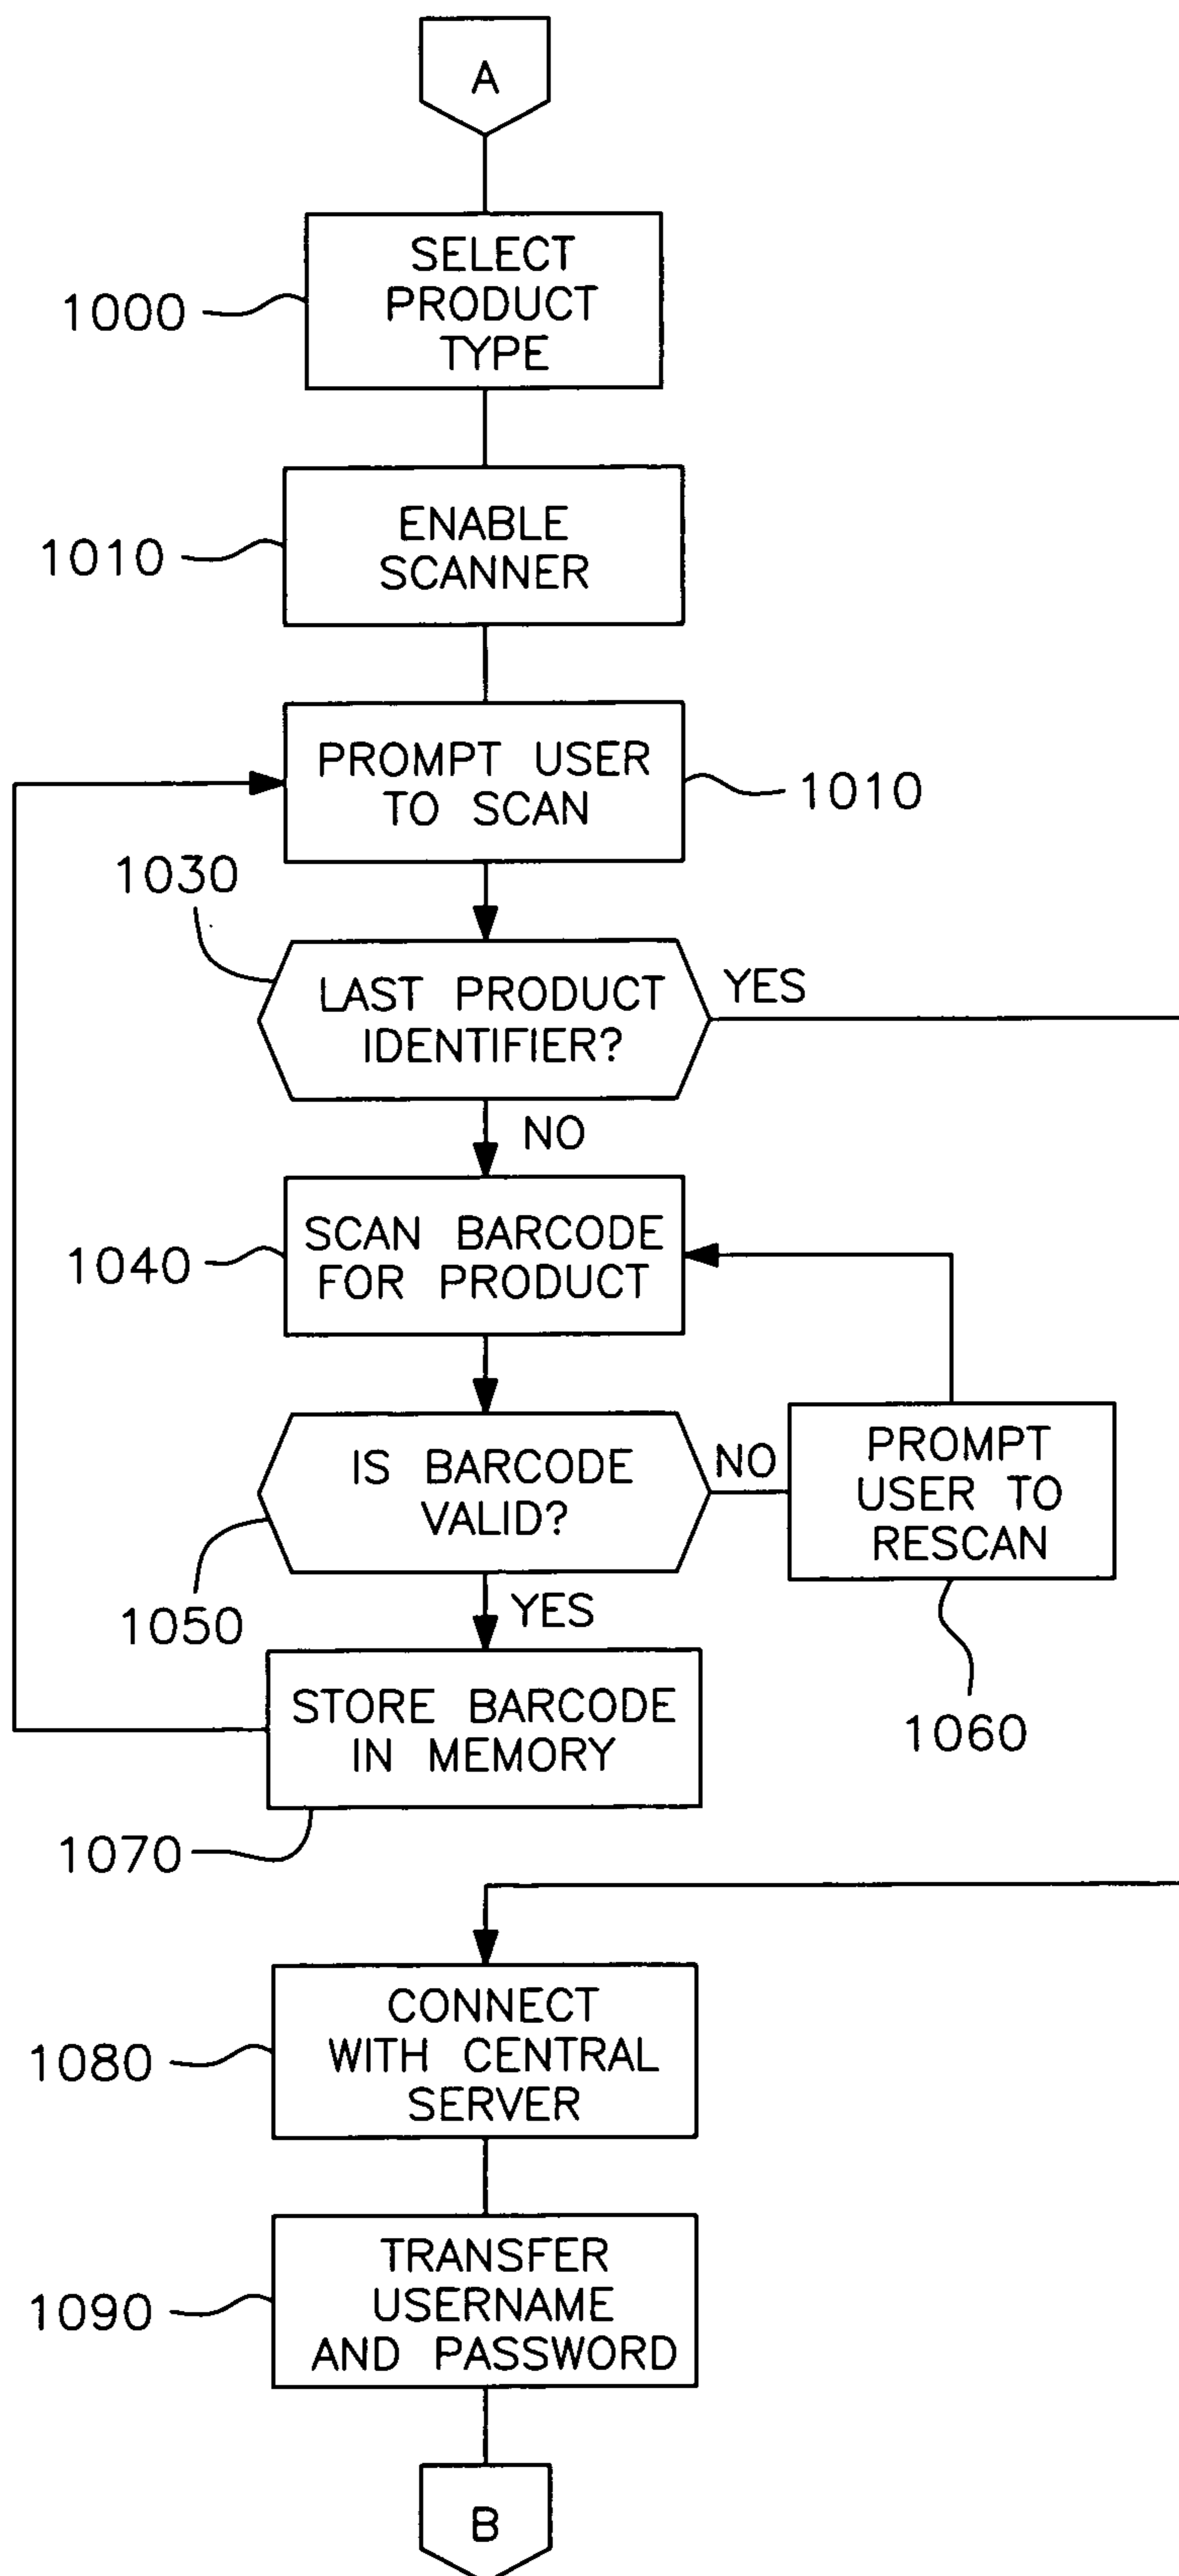 A
SELECT
PRODUCT
TYPE
1000
ENABLE
SCANNER
1010
PROMPT USER
TO SCAN
1010
1030
LAST PRODUCT
IDENTIFIER?
YES
NO
SCAN BARCODE
FOR PRODUCT
1040
IS BARCODE
VALID?
NO
PROMPT
USER TO
RESCAN
1050
YES
1060
STORE BARCODE
IN MEMORY
1070
CONNECT
WITH CENTRAL
SERVER
1080
TRANSFER
USERNAME
AND PASSWORD
1090
B